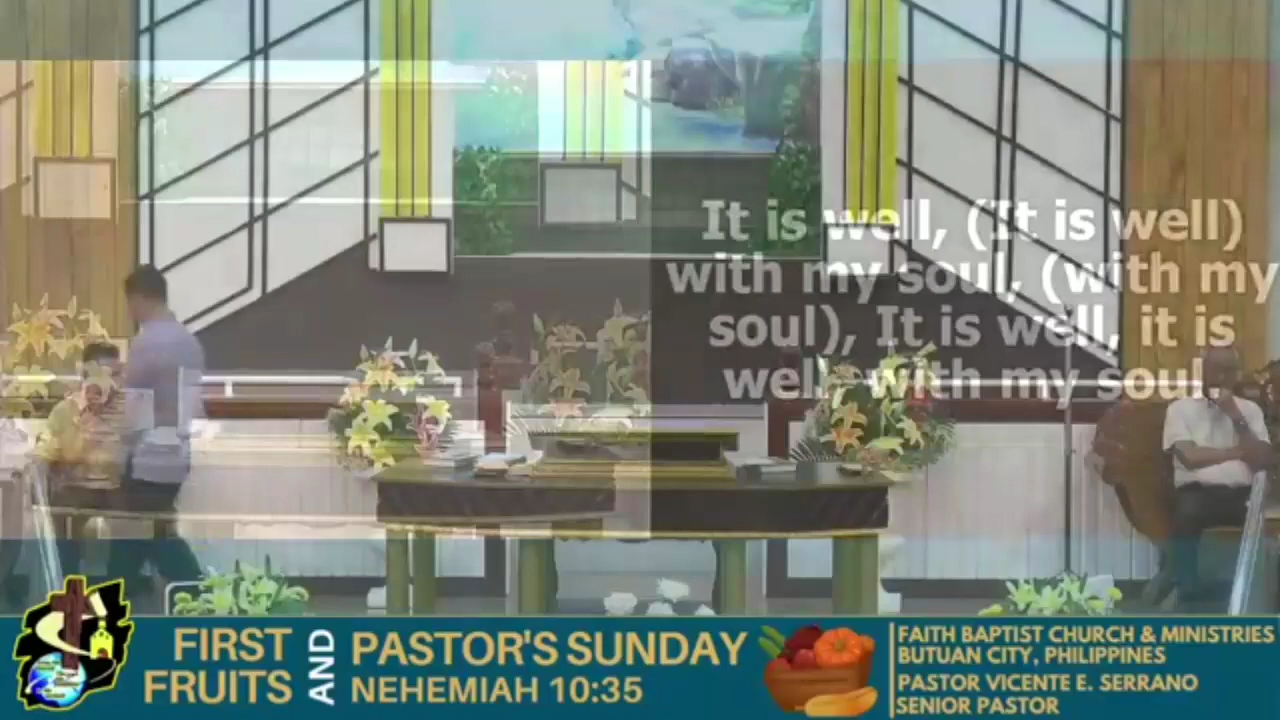 It is well, (It is well)
with my soul, (with my
soul), It is well, it is
well, with my soul.
FIRST
FRUITS
AND
PASTOR'S SUNDAY
NEHEMIAH 10:35
FAITH BAPTIST CHURCH & MINISTRIES
BUTUAN CITY, PHILIPPINES
PASTOR VICENTE E. SERRANO
SENIOR PASTOR